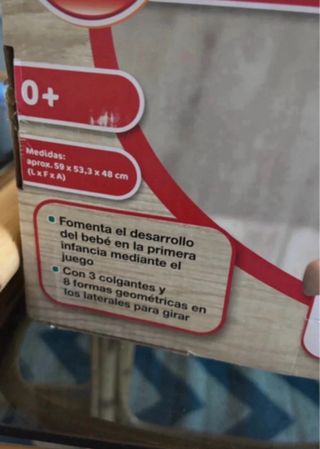 0+
Medidas:
aprox. 59 x 53,3 x 48 cm
(L x F x A)
• Fomenta el desarrollo
del bebé en la primera
infancia mediante el
juego
• Con 3 colgantes y
8 formas geométricas en
los laterales para girar